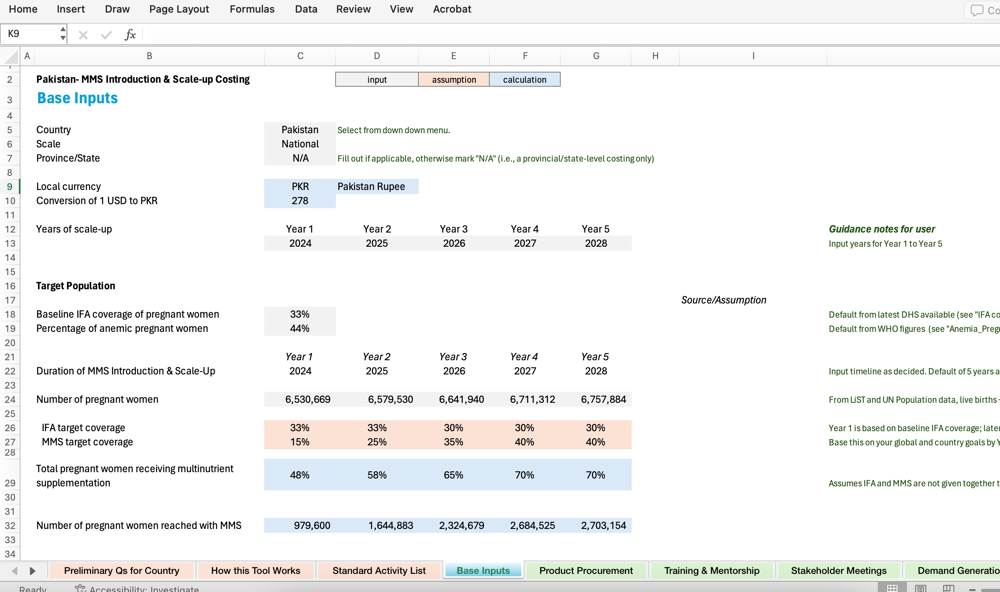 Home Insert Draw Page Layout Formulas Data Review View Acrobat Co
K9 fx
A B C D E F G H I
2 Pakistan- MMS Introduction & Scale-up Costing input assumption calculation
3 Base Inputs
4
5 Country Pakistan Select from down down menu.
6 Scale National
7 Province/State N/A Fill out if applicable, otherwise mark "N/A" (i.e., a provincial/state-level costing only)
8
9 Local currency PKR Pakistan Rupee
10 Conversion of 1 USD to PKR 278
11
12 Years of scale-up Year 1 Year 2 Year 3 Year 4 Year 5 Guidance notes for user
13 2024 2025 2026 2027 2028 Input years for Year 1 to Year 5
14
15
16 Target Population
17 Source/Assumption
18 Baseline IFA coverage of pregnant women 33% Default from latest DHS available (see "IFA co
19 Percentage of anemic pregnant women 44% Default from WHO figures (see "Anemia_Preg
20
21 Year 1 Year 2 Year 3 Year 4 Year 5
22 Duration of MMS Introduction & Scale-Up 2024 2025 2026 2027 2028 Input timeline as decided. Default of 5 years a
23
24 Number of pregnant women 6,530,669 6,579,530 6,641,940 6,711,312 6,757,884 From LiST and UN Population data, live births
25
26 IFA target coverage 33% 33% 30% 30% 30% Year 1 is based on baseline IFA coverage; later
27 MMS target coverage 15% 25% 35% 40% 40% Base this on your global and country goals by Y
28
Total pregnant women receiving multinutrient
29 supplementation 48% 58% 65% 70% 70% Assumes IFA and MMS are not given together t
30
31
32 Number of pregnant women reached with MMS 979,600 1,644,883 2,324,679 2,684,525 2,703,154
33
34
Preliminary Qs for Country How this Tool Works Standard Activity List Base Inputs Product Procurement Training & Mentorship Stakeholder Meetings Demand Generatio
Ready Accessibility: Investigate